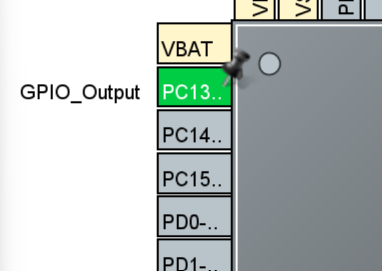 VBAT
GPIO_Output
PC13..
PC14..
PC15..
PD0-..
PD1-..